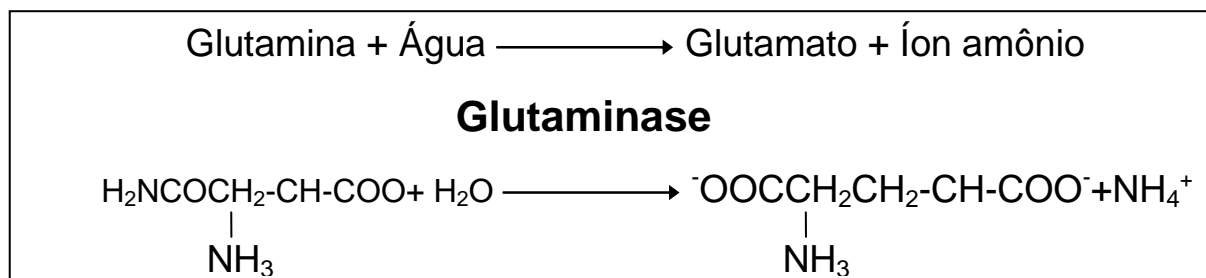 Glutamina + Água ⟶ Glutamato + Íon amônio
Glutaminase
H₂NCOCH₂-CH-COO+ H₂O ⟶ ⁻OOCCH₂CH₂-CH-COO⁻+NH₄⁺
NH₃ NH₃